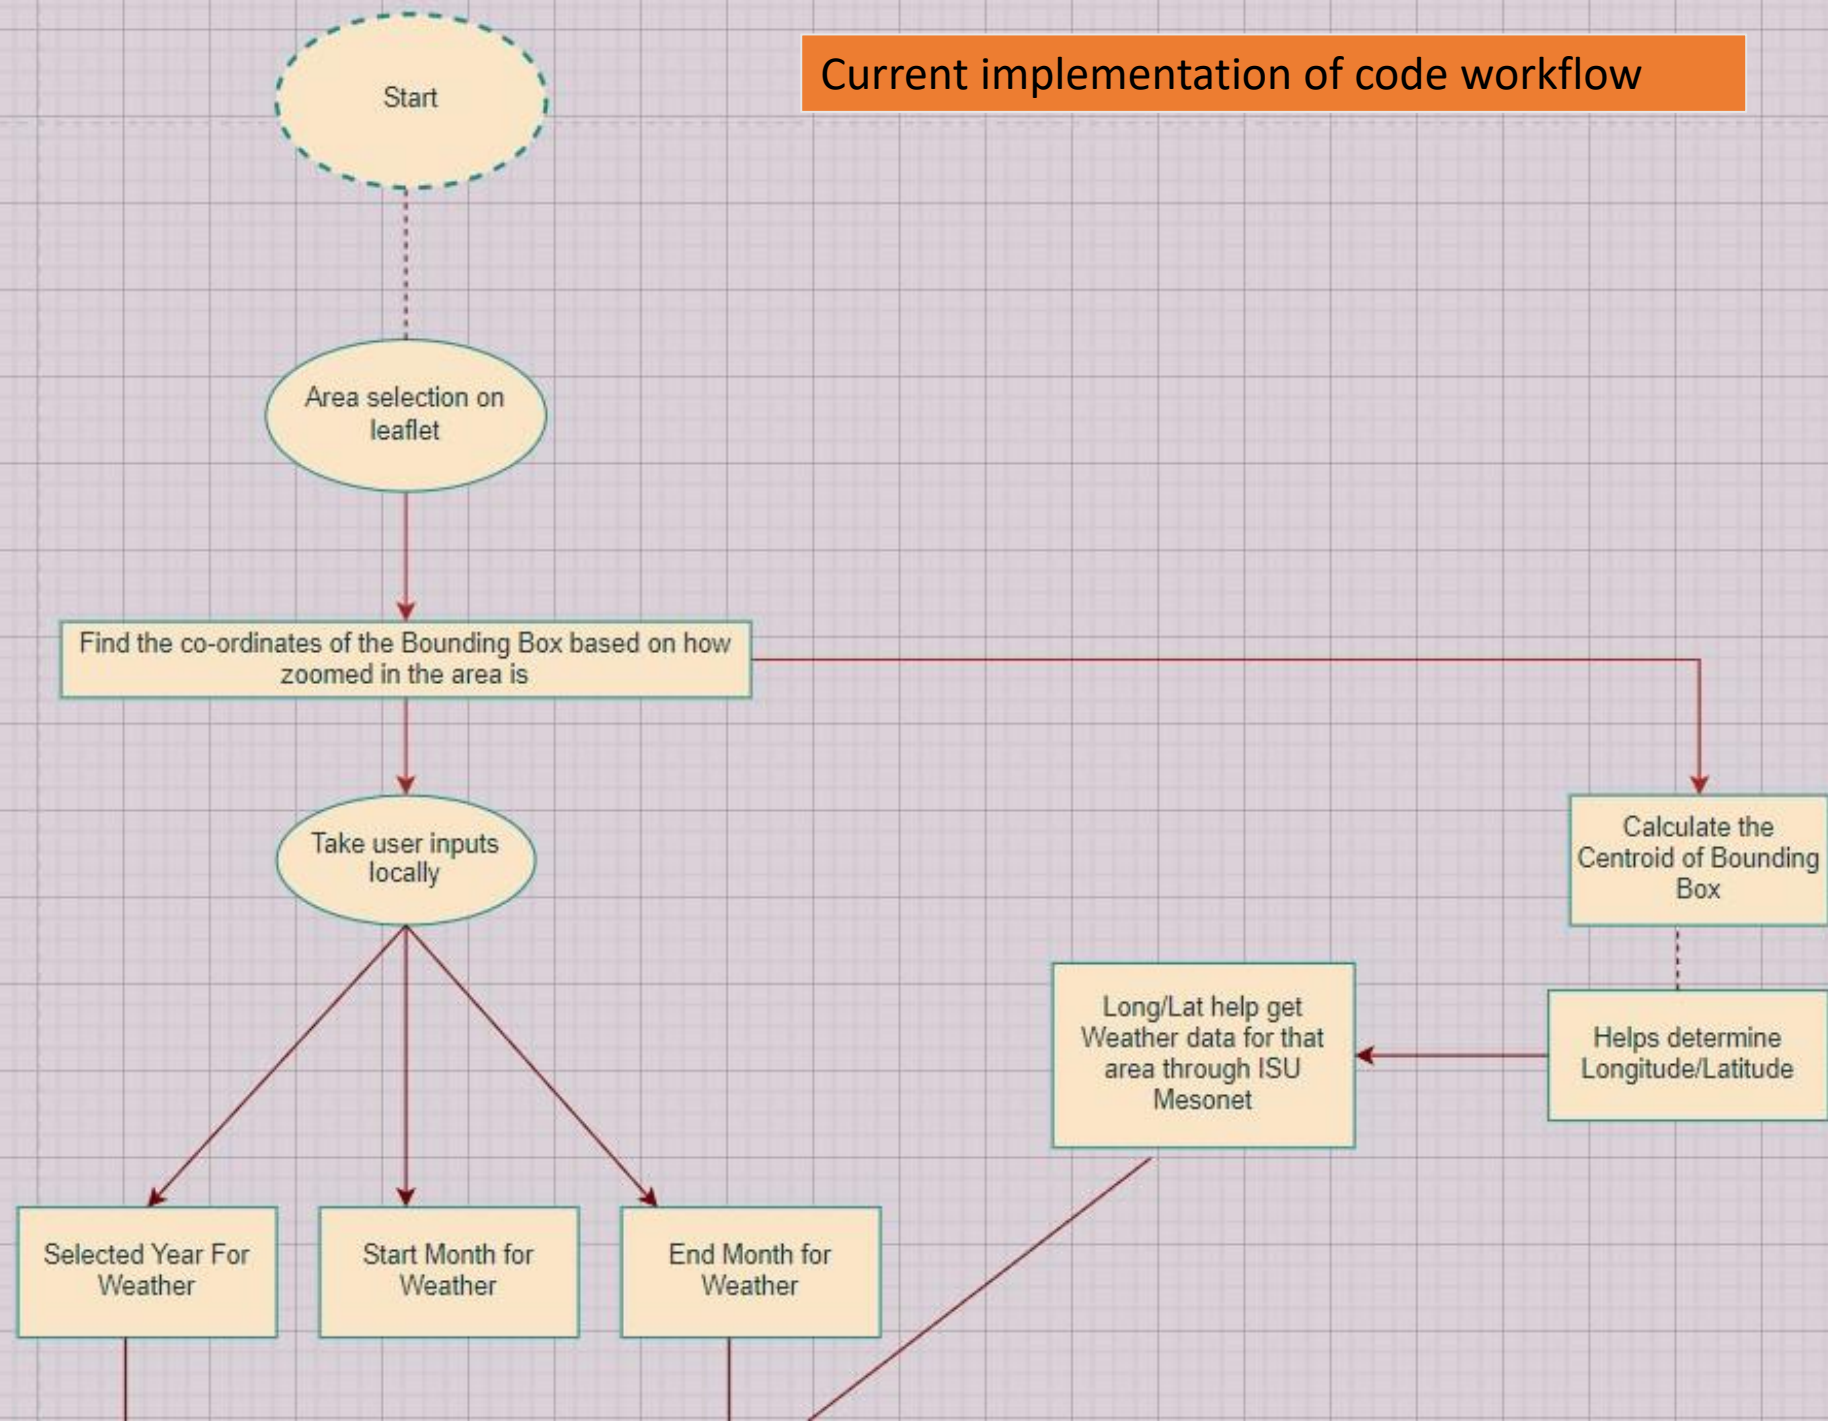 Current implementation of code workflow
Start
Area selection on
leaflet
Find the co-ordinates of the Bounding Box based on how
zoomed in the area is
Take user inputs
locally
Calculate the
Centroid of Bounding
Box
Long/Lat help get
Weather data for that
area through ISU
Mesonet
Helps determine
Longitude/Latitude
Selected Year For
Weather
Start Month for
Weather
End Month for
Weather